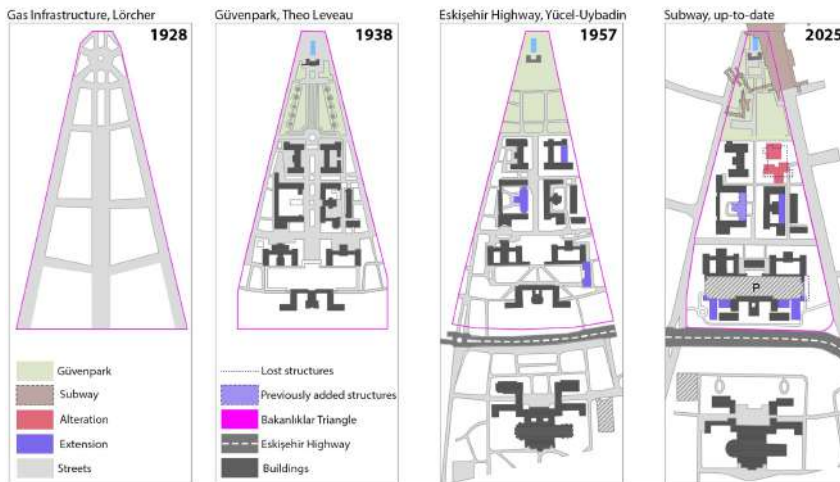 Gas Infrastructure, Lörcher
1928
Güvenpark, Theo Leveau
1938
Eskişehir Highway, Yücel-Uybadin
1957
Subway, up-to-date
2025
P
Güvenpark
Subway
Alteration
Extension
Streets
Lost structures
Previously added structures
Bakanlıklar Triangle
Eskişehir Highway
Buildings